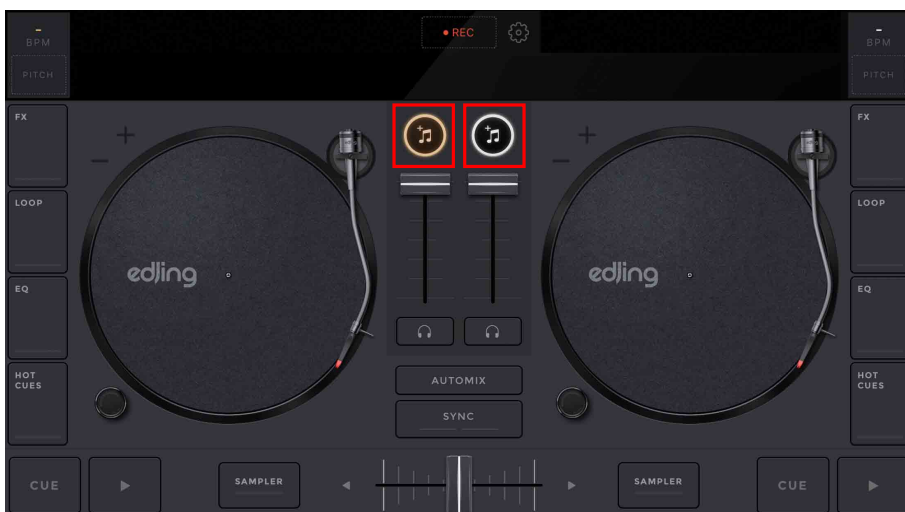 BPM
PITCH
REC
BPM
PITCH
FX
LOOP
EQ
HOT
CUES
edjing
edjing
FX
LOOP
EQ
HOT
CUES
AUTOMIX
SYNC
CUE
SAMPLER
SAMPLER
CUE